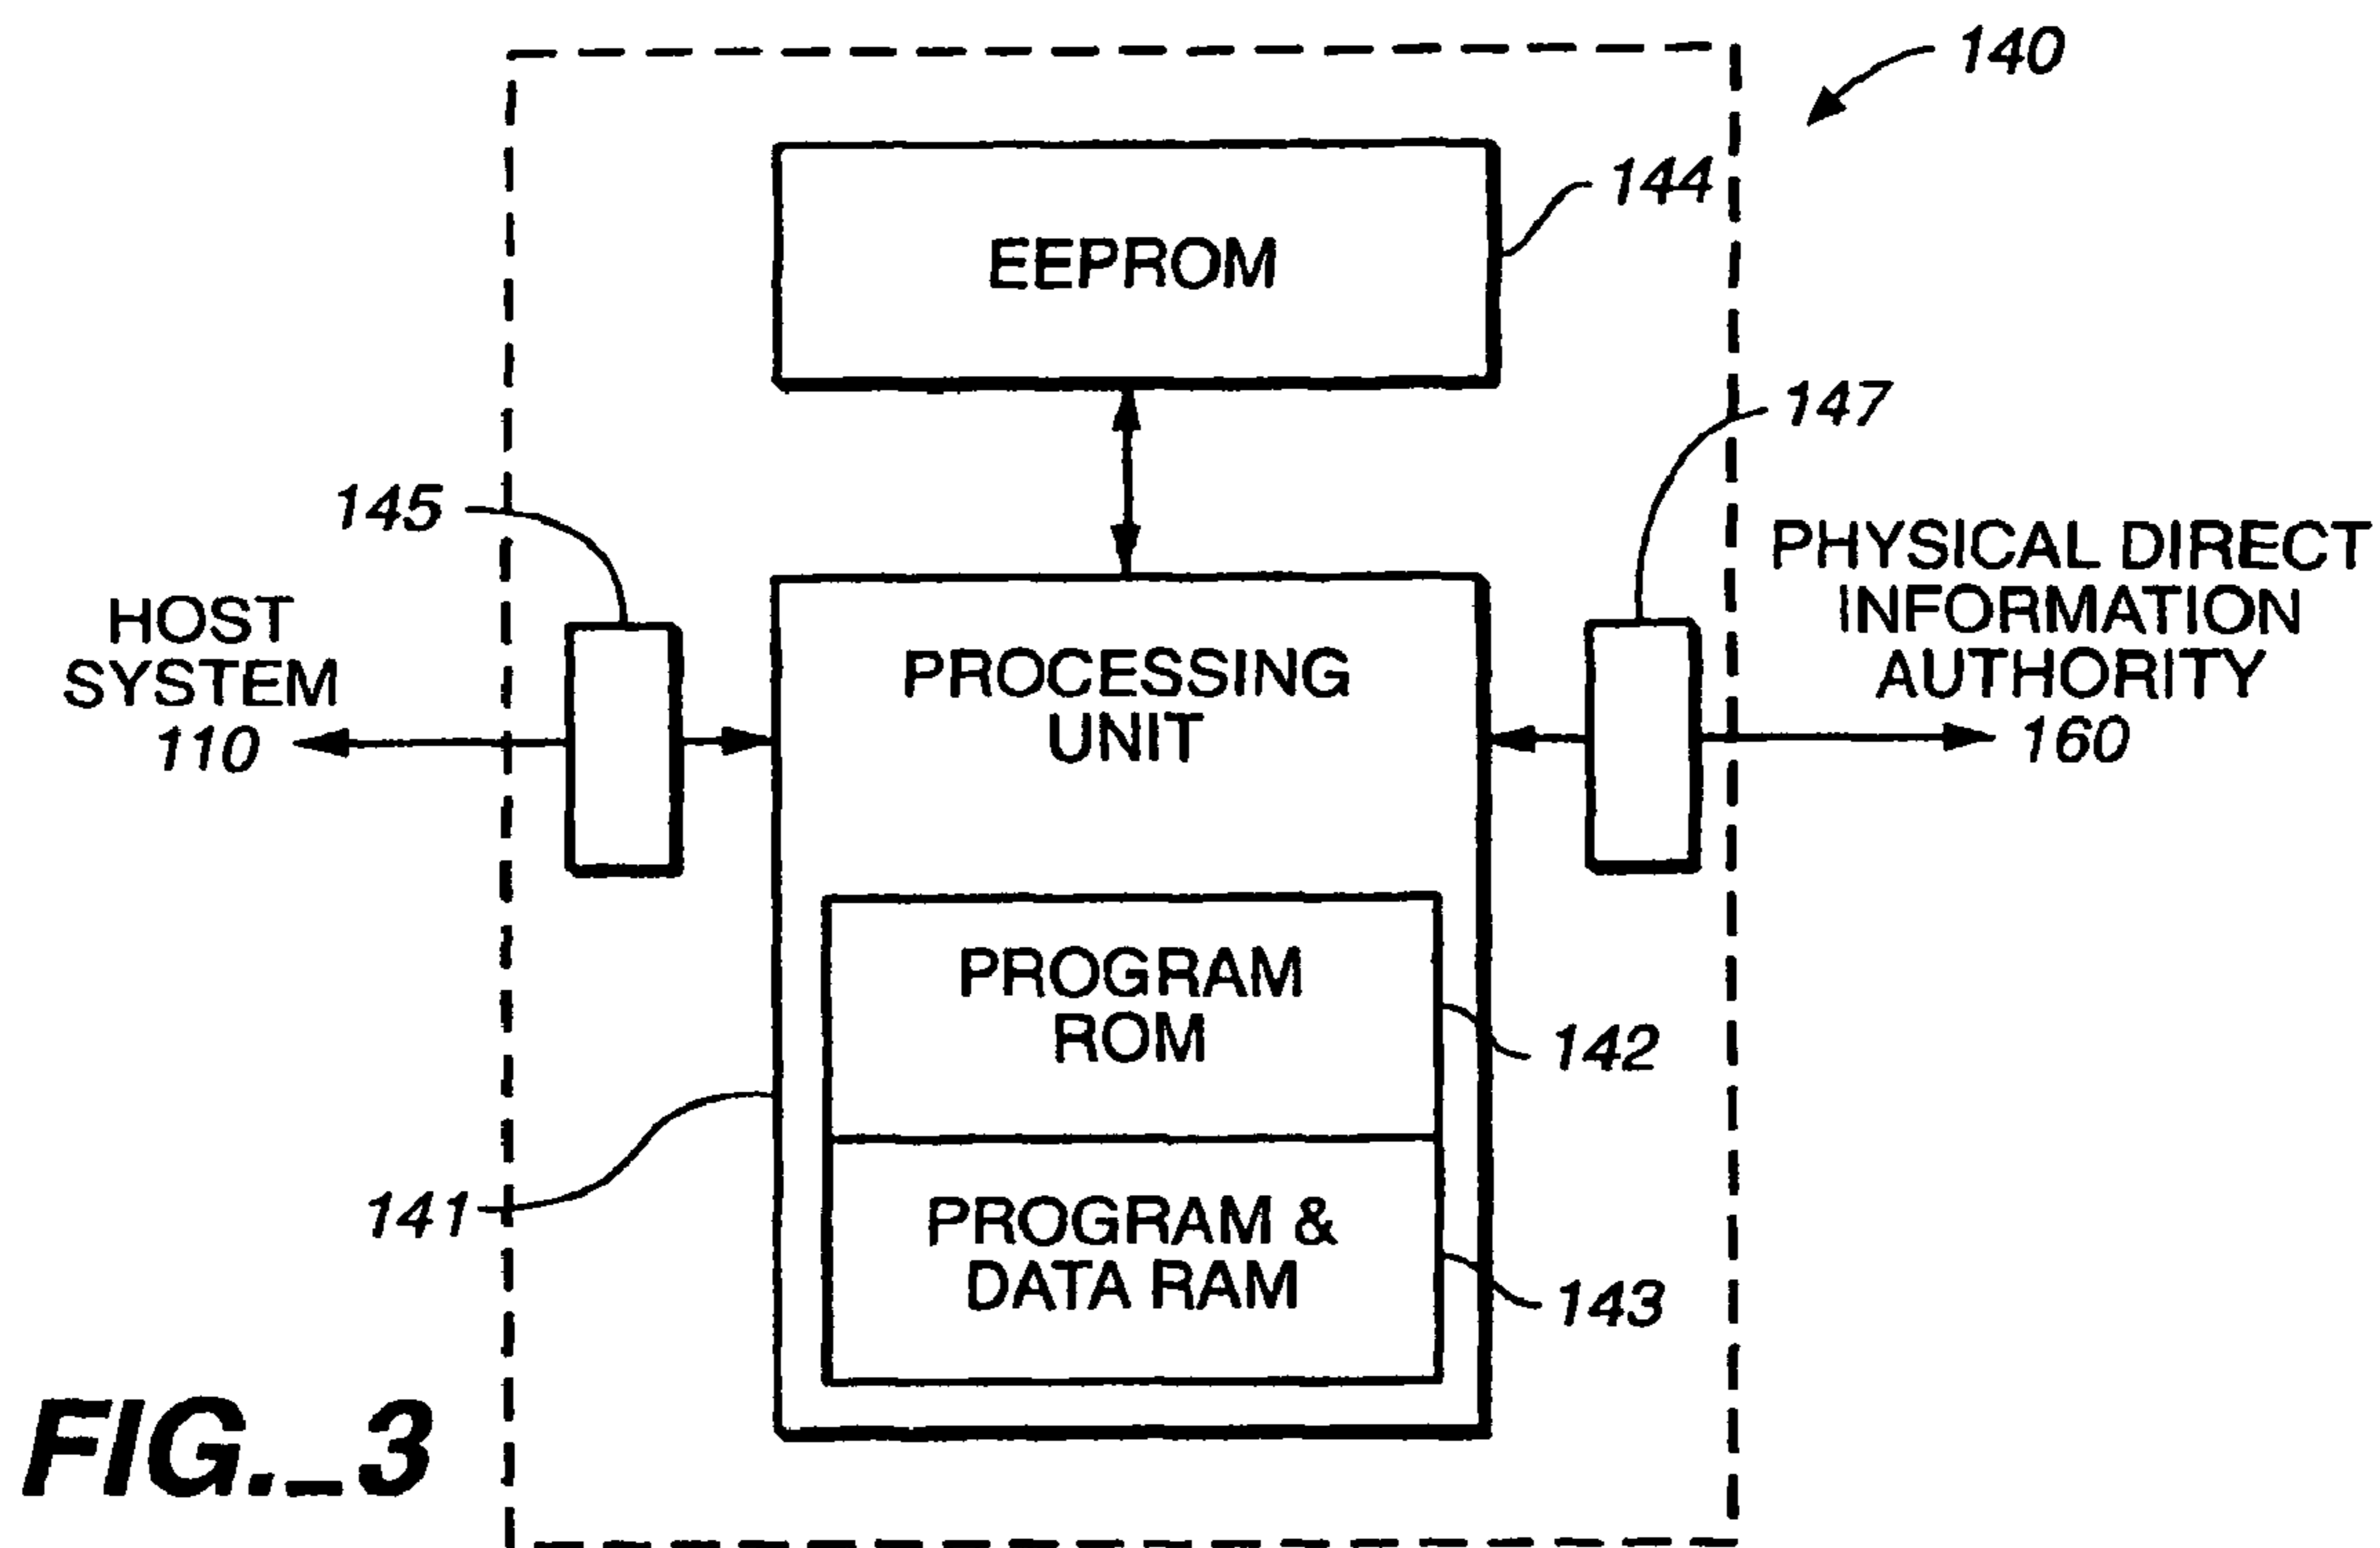 140
EEPROM
144
147
145
HOST
SYSTEM
110
PROCESSING
UNIT
PHYSICAL DIRECT
INFORMATION
AUTHORITY
160
PROGRAM
ROM
142
141
PROGRAM &
DATA RAM
143
FIG._3